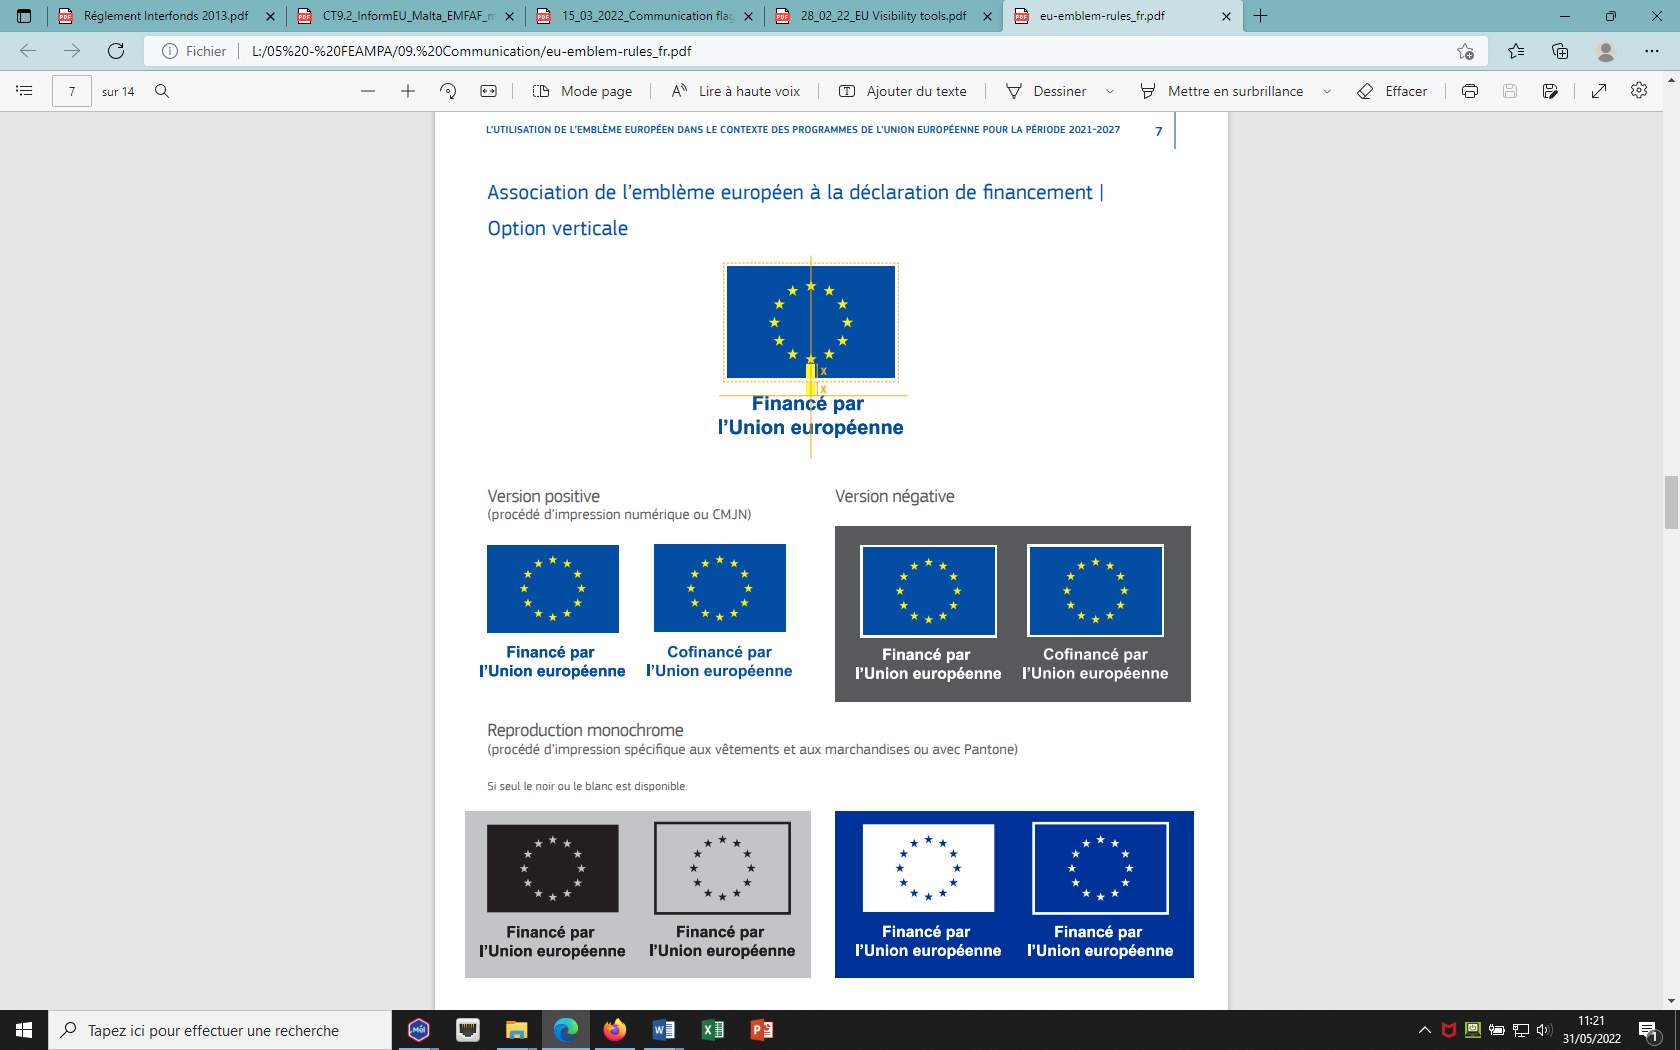 Réglement Interfonds 2013.pdf
CT9.2_InformEU_Malta_EMFAF_m
15_03_2022_Communication flag
28_02_22_EU Visibility tools.pdf
eu-emblem-rules_fr.pdf
Fichier
L:/05%20-%20FEAMPA/09.%20Communication/eu-emblem-rules_fr.pdf
7
sur 14
Mode page
Lire à haute voix
Ajouter du texte
Dessiner
Mettre en surbrillance
Effacer
L'UTILISATION DE L'EMBLÈME EUROPÉEN DANS LE CONTEXTE DES PROGRAMMES DE L'UNION EUROPÉENNE POUR LA PÉRIODE 2021-2027
7
Association de l'emblème européen à la déclaration de financement |
Option verticale
x
x
Financé par
l'Union européenne
Version positive
(procédé d'impression numérique ou CMJN)
Financé par
l'Union européenne
Cofinancé par
l'Union européenne
Version négative
Financé par
l'Union européenne
Cofinancé par
l'Union européenne
Reproduction monochrome
(procédé d'impression spécifique aux vêtements et aux marchandises ou avec Pantone)
Si seul le noir ou le blanc est disponible.
Financé par
l'Union européenne
Financé par
l'Union européenne
Financé par
l'Union européenne
Financé par
l'Union européenne
Tapez ici pour effectuer une recherche
11:21
31/05/2022
1